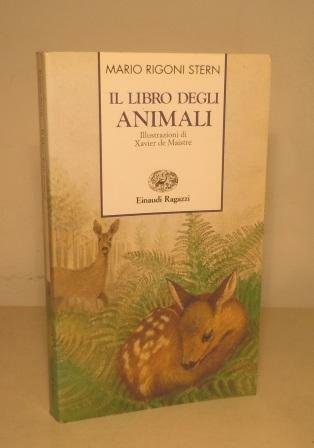 MARIO RIGONI STERN
IL LIBRO DEGLI
ANIMALI
Illustrazioni di
Xavier de Maistre
Einaudi Ragazzi